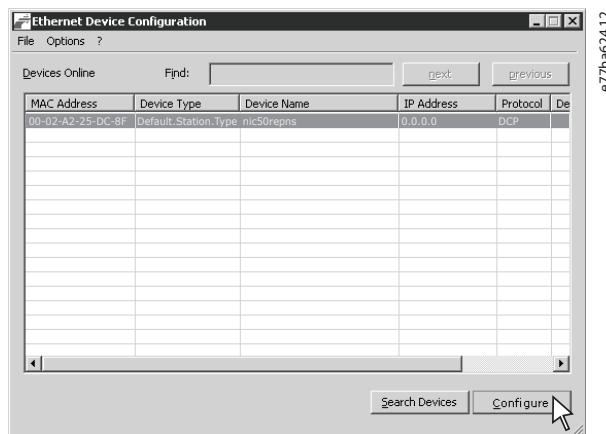 Ethernet Device Configuration
File Options ?
Devices Online Find: next previous
MAC Address Device Type Device Name IP Address Protocol De
00-02-A2-25-DC-8F Default.Station.Type nic50repns 0.0.0.0 DCP
Search Devices Configure
e77ba62412